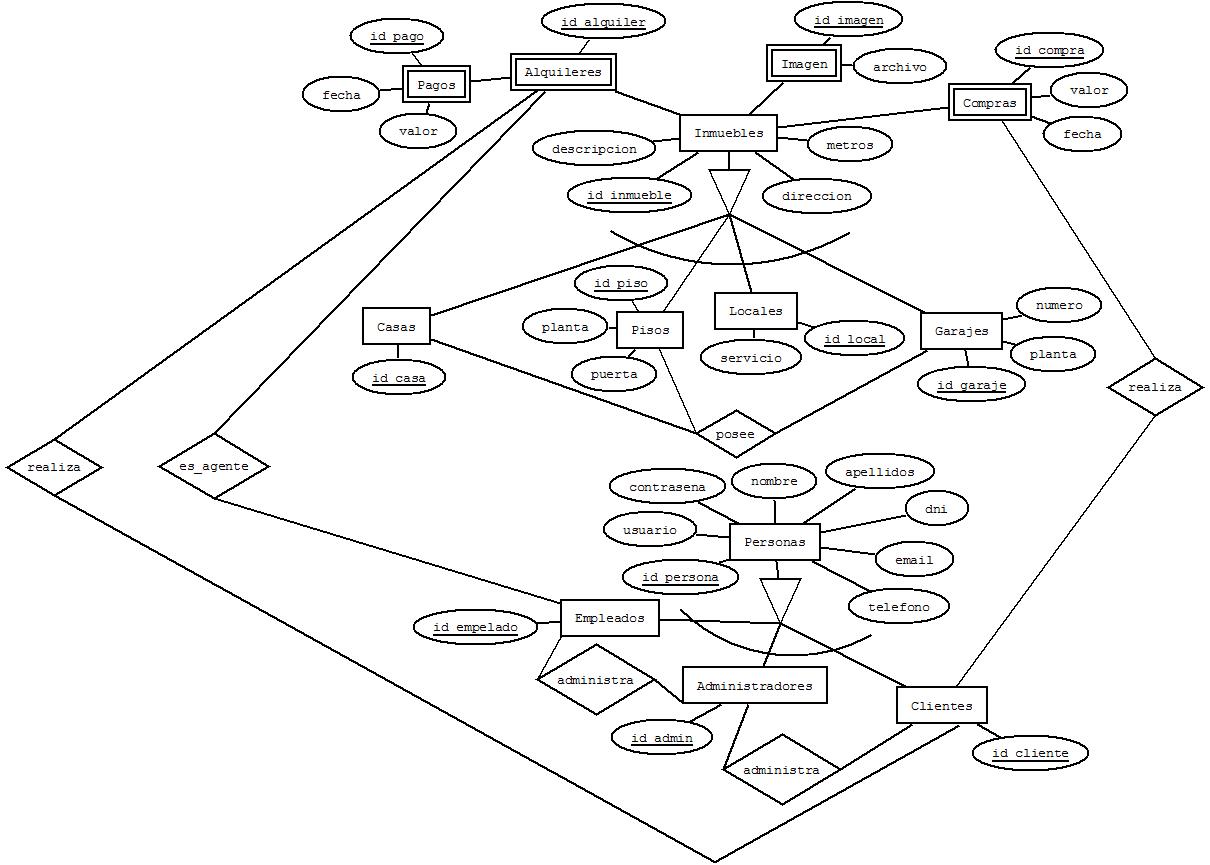 id imagen
id alquiler
id pago
id compra
Imagen
archivo
Alquileres
Pagos
valor
fecha
Compras
valor
fecha
Inmuebles
descripcion
metros
id inmueble
direccion
id piso
numero
Casas
planta
Pisos
Locales
id local
Garajes
planta
servicio
puerta
id casa
id garaje
realiza
posee
realiza
es_agente
apellidos
nombre
contrasena
dni
usuario
Personas
email
id persona
telefono
Empleados
id empelado
administra
Administradores
Clientes
id admin
id cliente
administra